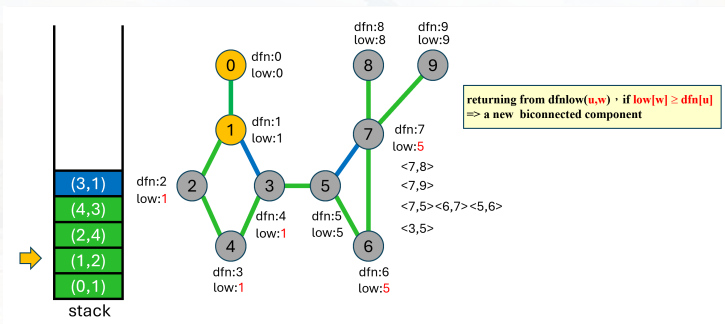 (3,1)
(4,3)
(2,4)
(1,2)
(0,1)
stack
0
dfn:0
low:0
1
dfn:1
low:1
2
dfn:2
low:1
3
dfn:4
low:1
4
dfn:3
low:1
5
dfn:5
low:5
6
dfn:6
low:5
7
dfn:7
low:5
dfn:8
low:8
8
dfn:9
low:9
9
<7,8>
<7,9>
<7,5><6,7><5,6>
<3,5>
returning from dfnlow(u,w),if low[w] ≥ dfn[u]
=> a new biconnected component